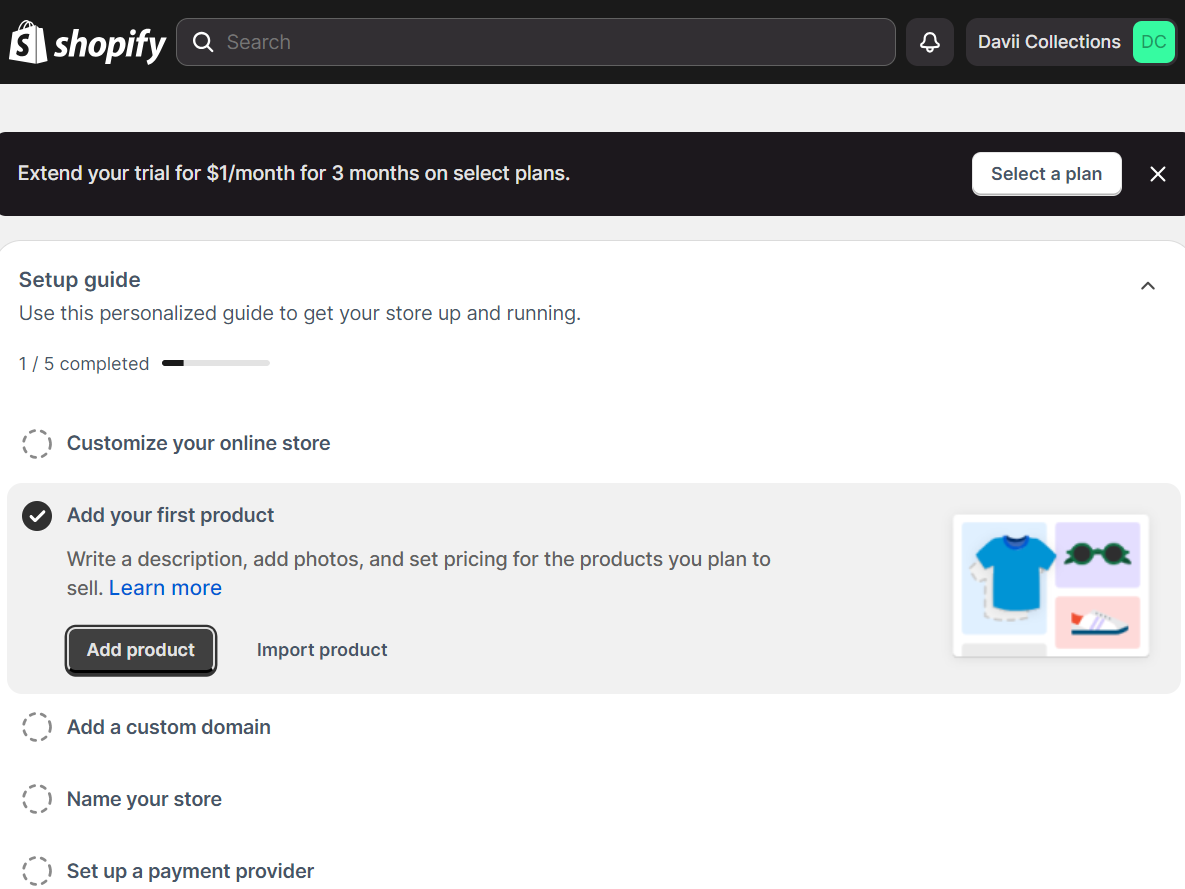 shopify
Search
Davii Collections
DC
Extend your trial for $1/month for 3 months on select plans.
Select a plan
Setup guide
Use this personalized guide to get your store up and running.
1 / 5 completed
Customize your online store
Add your first product
Write a description, add photos, and set pricing for the products you plan to
sell. Learn more
Add product
Import product
Add a custom domain
Name your store
Set up a payment provider